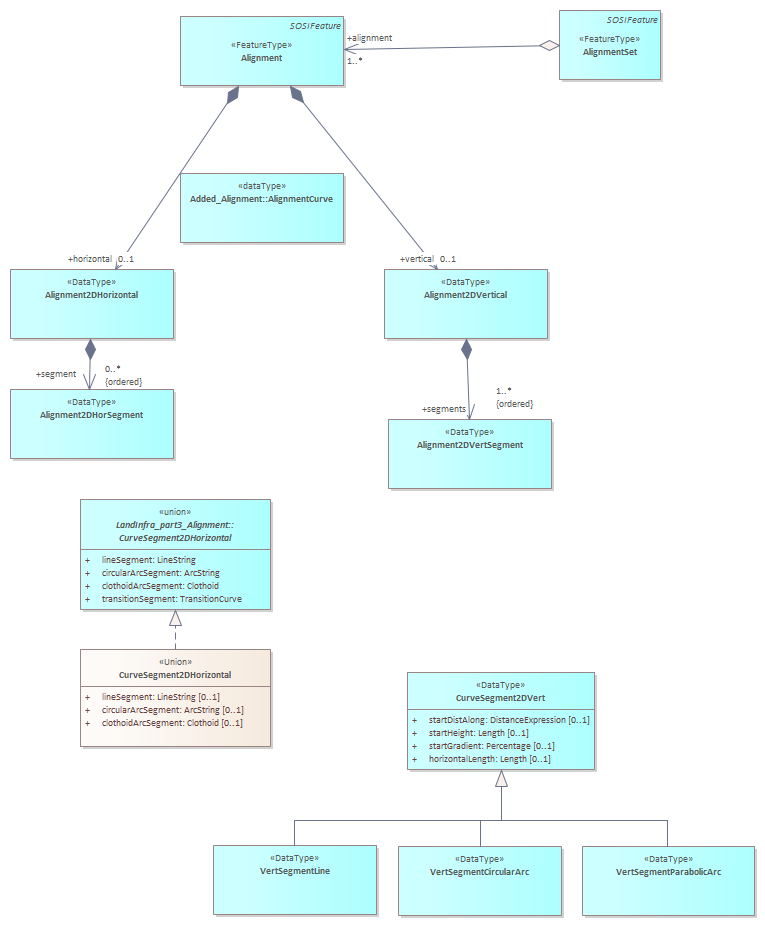 SOSIFeature
«FeatureType»
Alignment
+alignment
1..*
SOSIFeature
«FeatureType»
AlignmentSet
«dataType»
Added_Alignment::AlignmentCurve
+horizontal 0..1
+vertical 0..1
«DataType»
Alignment2DHorizontal
«DataType»
Alignment2DVertical
+segment
0..*
{ordered}
«DataType»
Alignment2DHorSegment
+segments
1..*
{ordered}
«DataType»
Alignment2DVertSegment
«union»
LandInfra_part3_Alignment::
CurveSegment2DHorizontal
+ lineSegment: LineString
+ circularArcSegment: ArcString
+ clothoidArcSegment: Clothoid
+ transitionSegment: TransitionCurve
«Union»
CurveSegment2DHorizontal
+ lineSegment: LineString [0..1]
+ circularArcSegment: ArcString [0..1]
+ clothoidArcSegment: Clothoid [0..1]
«DataType»
CurveSegment2DVert
+ startDistAlong: DistanceExpression [0..1]
+ startHeight: Length [0..1]
+ startGradient: Percentage [0..1]
+ horizontalLength: Length [0..1]
«DataType»
VertSegmentLine
«DataType»
VertSegmentCircularArc
«DataType»
VertSegmentParabolicArc